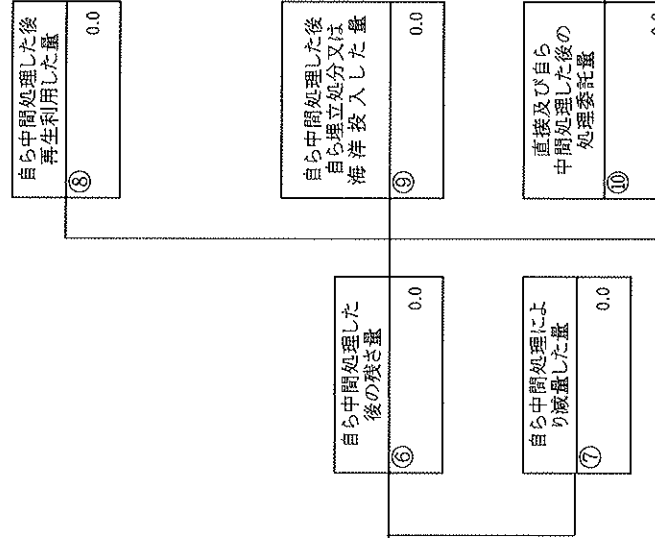 自ら中間処理した後
再生利用した量
⑧
0.0
自ら中間処理した後
自ら埋立処分又は
海洋投入した量
⑨
0.0
直接及び自ら
中間処理した後の
処理委託量
⑩
自ら中間処理した
後の残さ量
⑥
0.0
自ら中間処理によ
り減量した量
⑦
0.0